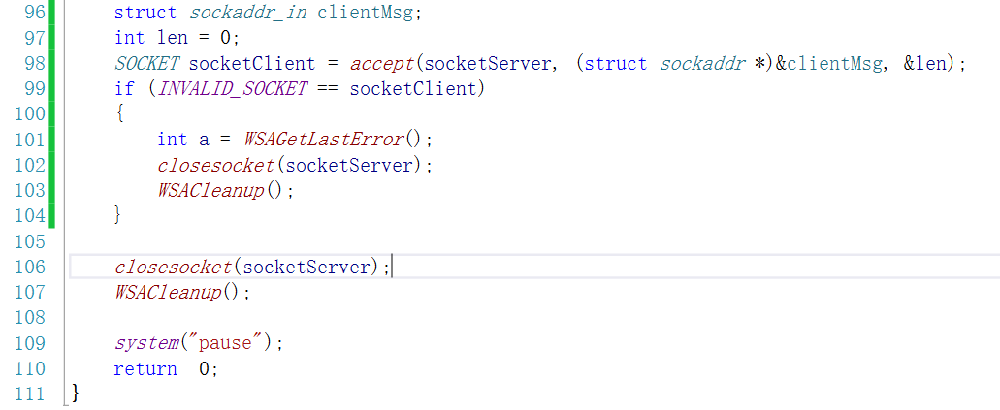 96 struct sockaddr_in clientMsg;
97 int len = 0;
98 SOCKET socketClient = accept(socketServer, (struct sockaddr *)&clientMsg, &len);
99 if (INVALID_SOCKET == socketClient)
100 {
101 int a = WSAGetLastError();
102 closesocket(socketServer);
103 WSACleanup();
104 }
105
106 closesocket(socketServer);
107 WSACleanup();
108
109 system("pause");
110 return  0;
111 }